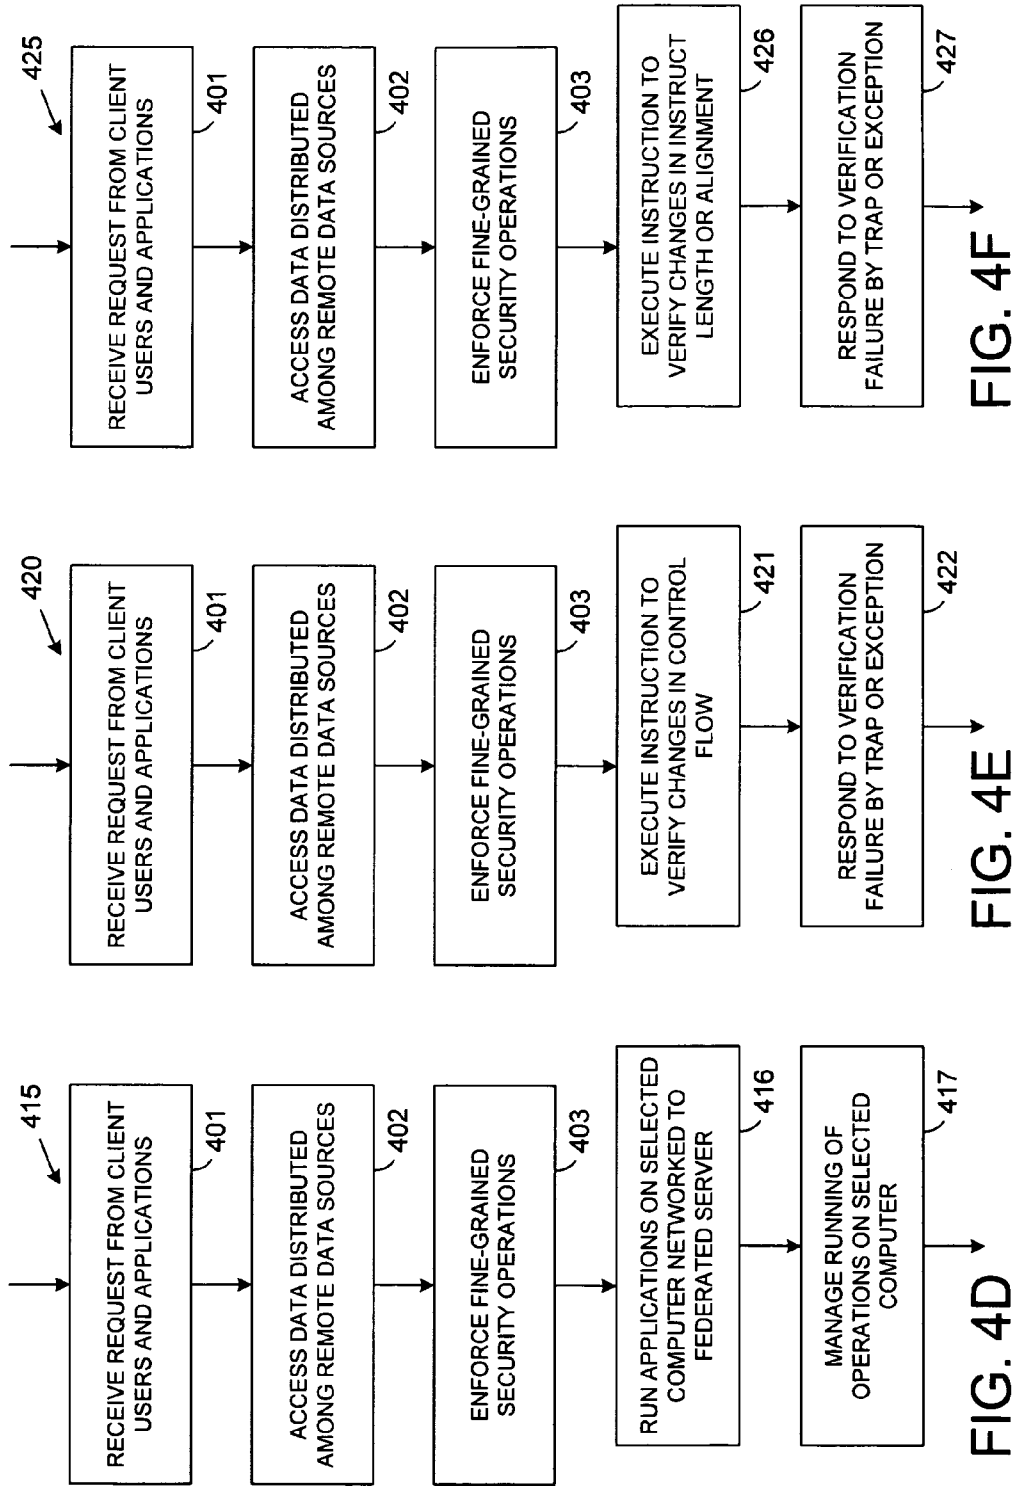 415
RECEIVE REQUEST FROM CLIENT
USERS AND APPLICATIONS
401
ACCESS DATA DISTRIBUTED
AMONG REMOTE DATA SOURCES
402
ENFORCE FINE-GRAINED
SECURITY OPERATIONS
403
RUN APPLICATIONS ON SELECTED
COMPUTER NETWORKED TO
FEDERATED SERVER
416
MANAGE RUNNING OF
OPERATIONS ON SELECTED
COMPUTER
417
FIG. 4D
420
RECEIVE REQUEST FROM CLIENT
USERS AND APPLICATIONS
401
ACCESS DATA DISTRIBUTED
AMONG REMOTE DATA SOURCES
402
ENFORCE FINE-GRAINED
SECURITY OPERATIONS
403
EXECUTE INSTRUCTION TO
VERIFY CHANGES IN CONTROL
FLOW
421
RESPOND TO VERIFICATION
FAILURE BY TRAP OR EXCEPTION
422
FIG. 4E
425
RECEIVE REQUEST FROM CLIENT
USERS AND APPLICATIONS
401
ACCESS DATA DISTRIBUTED
AMONG REMOTE DATA SOURCES
402
ENFORCE FINE-GRAINED
SECURITY OPERATIONS
403
EXECUTE INSTRUCTION TO
VERIFY CHANGES IN INSTRUCT
LENGTH OR ALIGNMENT
426
RESPOND TO VERIFICATION
FAILURE BY TRAP OR EXCEPTION
427
FIG. 4F